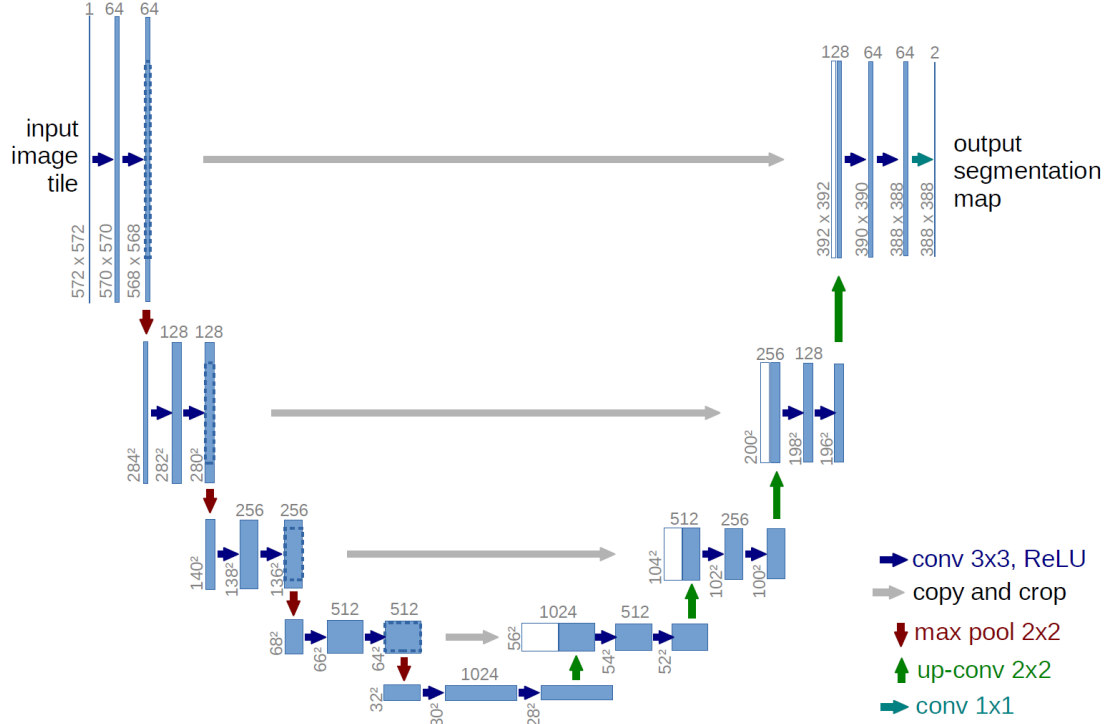 1 64 64
128 64 64 2
input
image
tile
output
segmentation
map
572 x 572
570 x 570
568 x 568
392 x 392
390 x 390
388 x 388
388 x 388
128 128
256 128
284²
282²
280²
200²
198²
196²
256 256
512 256
140²
138²
136²
104²
102²
100²
512 512
1024 512
68²
66²
64²
56²
54²
52²
1024
32²
30²
28²
conv 3x3, ReLU
copy and crop
max pool 2x2
up-conv 2x2
conv 1x1